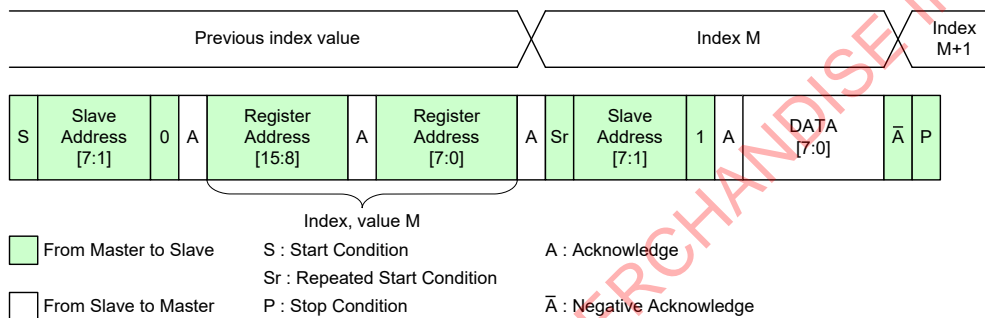 Previous index value
Index M
Index
M+1
S
Slave
Address
[7:1]
0
A
Register
Address
[15:8]
A
Register
Address
[7:0]
A
Sr
Slave
Address
[7:1]
1
A
DATA
[7:0]
A̅
P
Index, value M
From Master to Slave
S : Start Condition
A : Acknowledge
Sr : Repeated Start Condition
From Slave to Master
P : Stop Condition
A̅ : Negative Acknowledge
ERCHANDISE I